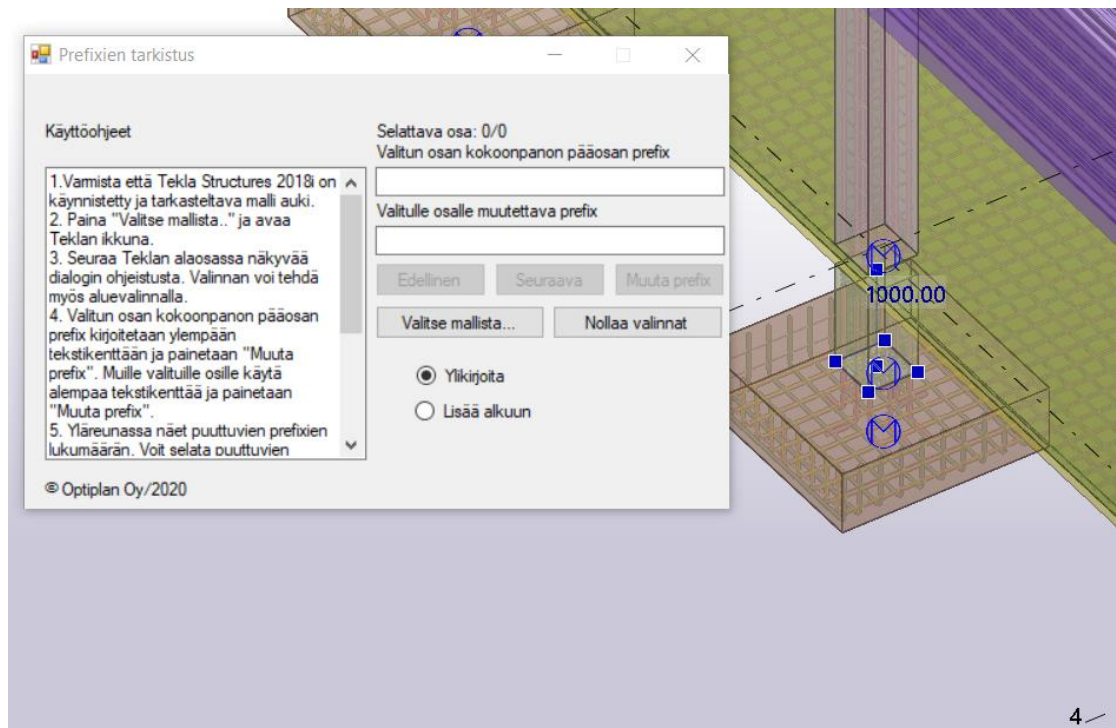 Prefixien tarkistus
Käyttöohjeet
1.Varmista että Tekla Structures 2018i on
käynnistetty ja tarkasteltava malli auki.
2. Paina "Valitse mallista.." ja avaa
Teklan ikkuna.
3. Seuraa Teklan alaosassa näkyvää
dialogin ohjeistusta. Valinnan voi tehdä
myös aluevalinnalla.
4. Valitun osan kokoonpanon pääosan
prefix kirjoitetaan ylempään
tekstikenttään ja painetaan "Muuta
prefix". Muille valituille osille käytä
alempaa tekstikenttää ja painetaan
"Muuta prefix".
5. Yläreunassa näet puuttuvien prefixien
lukumäärän. Voit selata puuttuvien
© Optiplan Oy/2020
Selattava osa: 0/0
Valitun osan kokoonpanon pääosan prefix
Valitulle osalle muutettava prefix
Edellinen
Seuraava
Muuta prefix
Valitse mallista...
Nollaa valinnat
Ylikirjoita
Lisää alkuun
M
1000.00
M
M
4